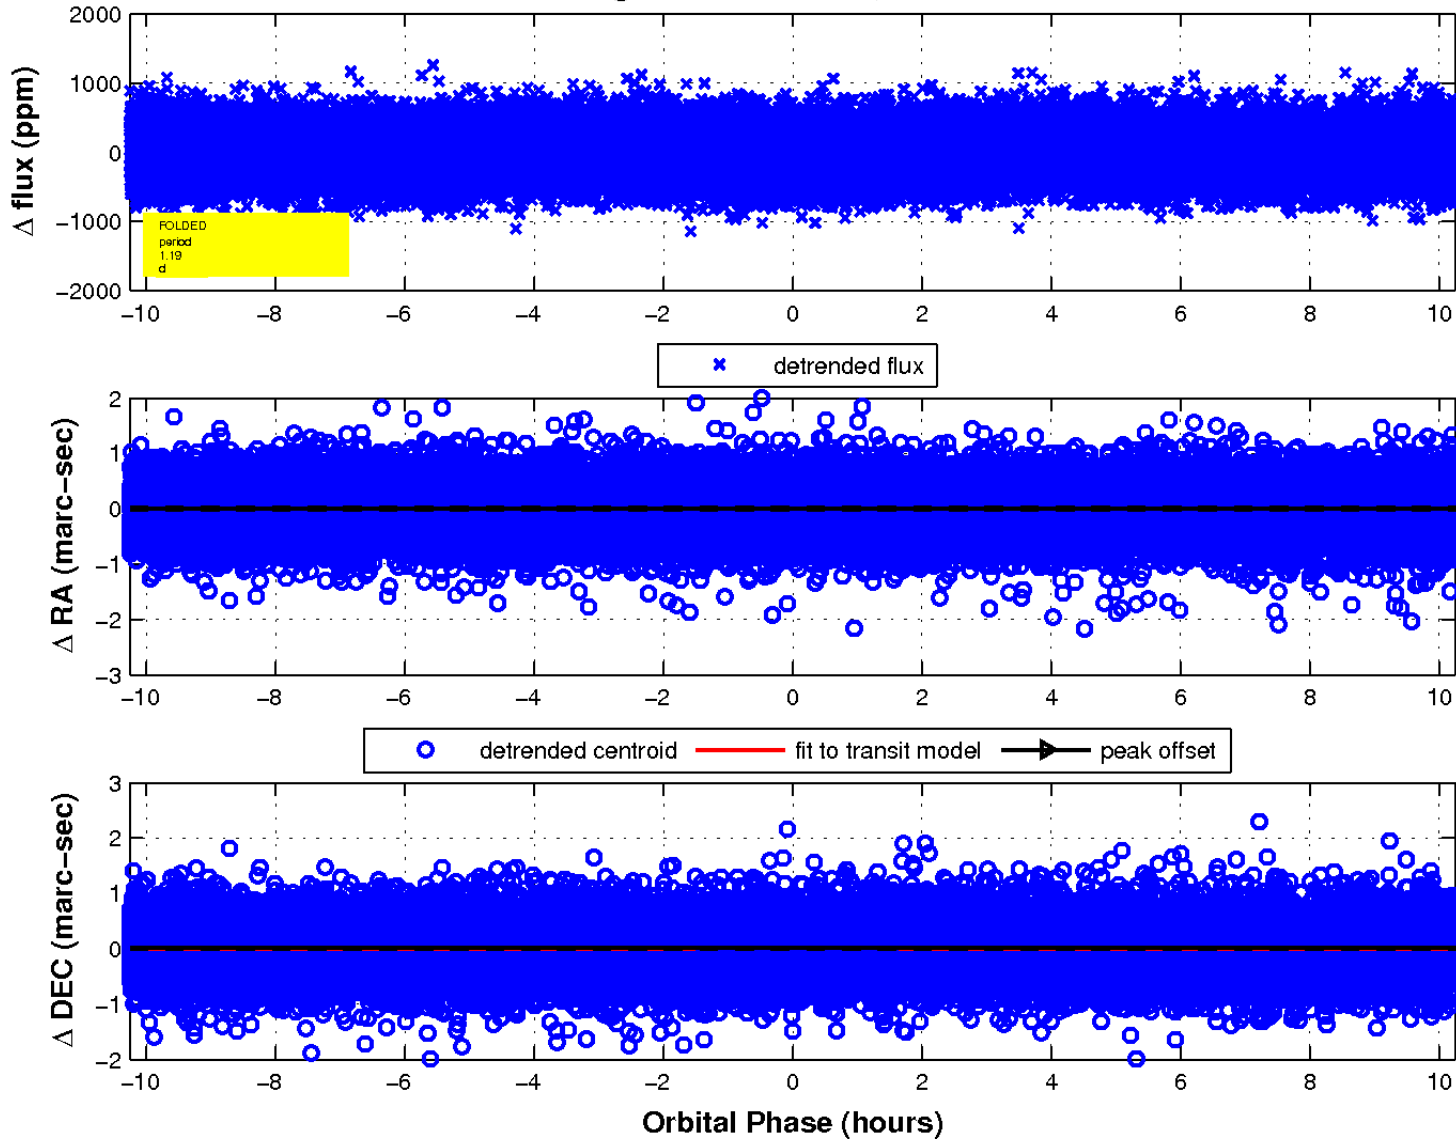 2000
1000
0
−1000
−2000
Δ flux (ppm)
FOLDED
period
1.19
d
−10 −8 −6 −4 −2 0 2 4 6 8 10
detrended flux
2
1
0
−1
−2
−3
Δ RA (marc−sec)
−10 −8 −6 −4 −2 0 2 4 6 8 10
detrended centroid fit to transit model peak offset
3
2
1
0
−1
−2
Δ DEC (marc−sec)
−10 −8 −6 −4 −2 0 2 4 6 8 10
Orbital Phase (hours)